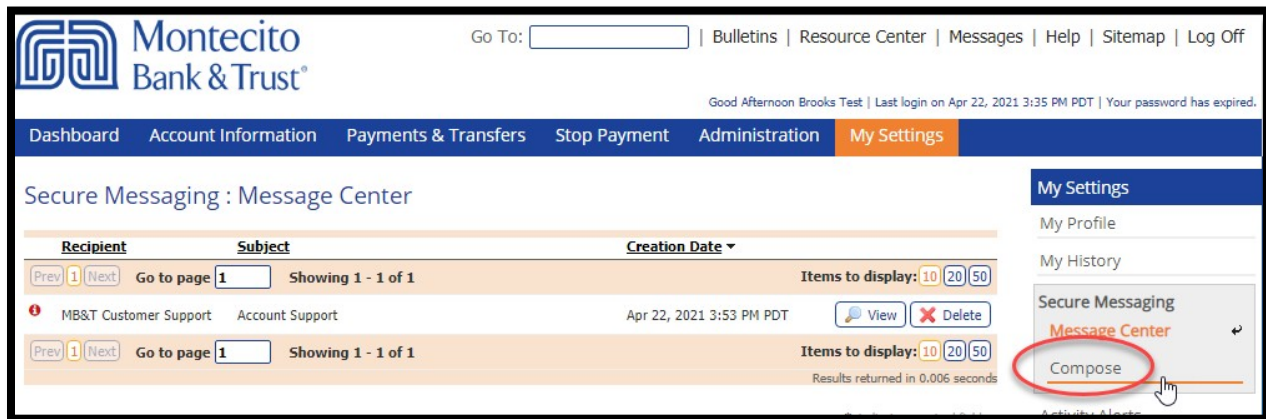 Montecito
Bank & Trust®
Go To: | Bulletins | Resource Center | Messages | Help | Sitemap | Log Off
Good Afternoon Brooks Test | Last login on Apr 22, 2021 3:35 PM PDT | Your password has expired.
Dashboard Account Information Payments & Transfers Stop Payment Administration My Settings
Secure Messaging : Message Center
Recipient Subject Creation Date
Prev 1 Next Go to page 1 Showing 1 - 1 of 1 Items to display: 10 20 50
MB&T Customer Support Account Support Apr 22, 2021 3:53 PM PDT View Delete
Prev 1 Next Go to page 1 Showing 1 - 1 of 1 Items to display: 10 20 50
Results returned in 0.006 seconds
My Settings
My Profile
My History
Secure Messaging
Message Center
Compose
Activity Alerts